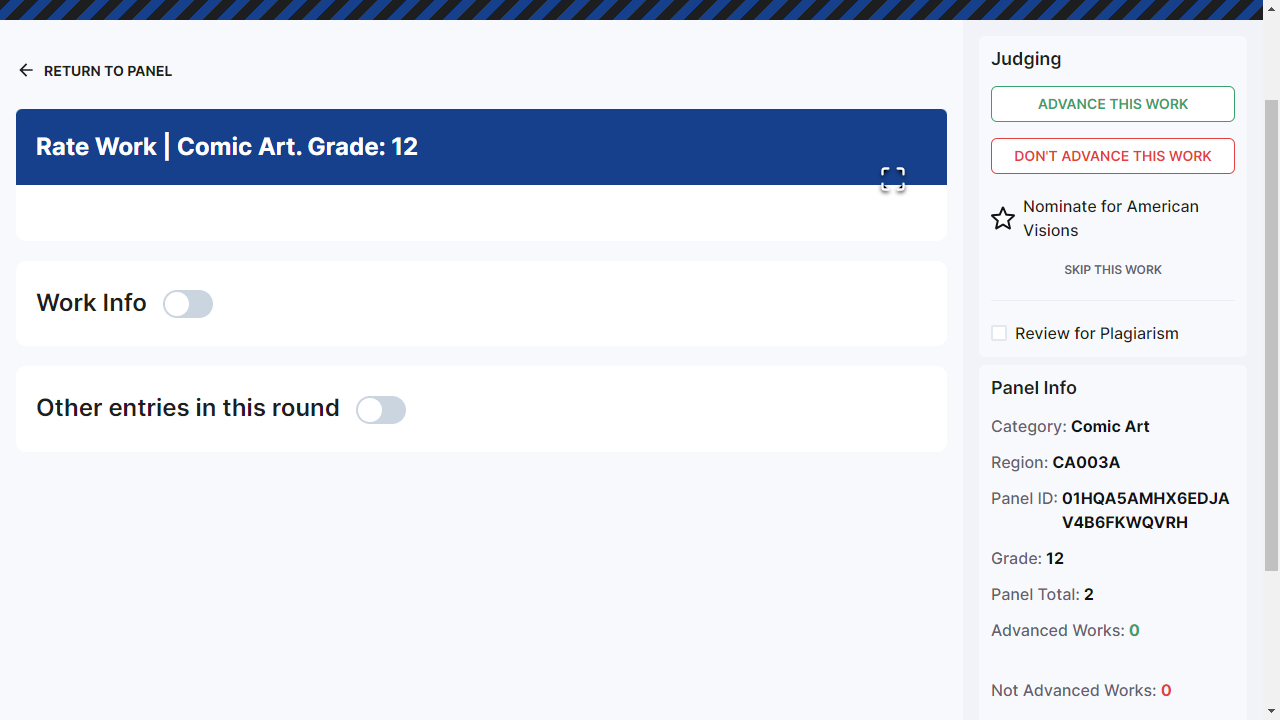 RETURN TO PANEL
Rate Work | Comic Art. Grade: 12
Work Info
Other entries in this round
Judging
ADVANCE THIS WORK
DON'T ADVANCE THIS WORK
Nominate for American
Visions
SKIP THIS WORK
Review for Plagiarism
Panel Info
Category: Comic Art
Region: CA003A
Panel ID: 01HQA5AMHX6EDJA
V4B6FKWQVRH
Grade: 12
Panel Total: 2
Advanced Works: 0
Not Advanced Works: 0